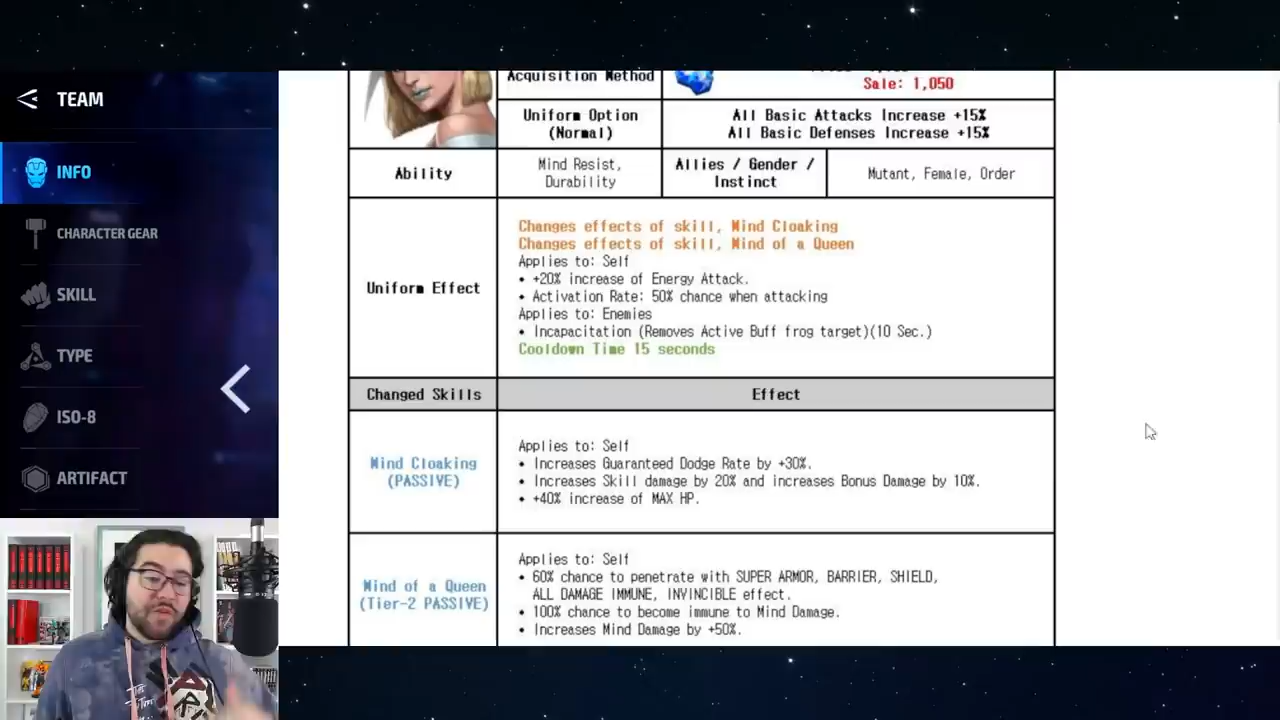 TEAM
INFO
CHARACTER GEAR
SKILL
TYPE
ISO-8
ARTIFACT
Acquisition Method
Sale: 1,050
Uniform Option
(Normal)
All Basic Attacks Increase +15%
All Basic Defenses Increase +15%
Ability
Mind Resist,
Durability
Allies / Gender /
Instinct
Mutant, Female, Order
Uniform Effect
Changes effects of skill, Mind Cloaking
Changes effects of skill, Mind of a Queen
Applies to: Self
• +20% increase of Energy Attack.
• Activation Rate: 50% chance when attacking
Applies to: Enemies
• Incapacitation (Removes Active Buff frog target)(10 Sec.)
Cooldown Time 15 seconds
Changed Skills
Effect
Mind Cloaking
(PASSIVE)
Applies to: Self
• Increases Guaranteed Dodge Rate by +30%.
• Increases Skill damage by 20% and increases Bonus Damage by 10%.
• +40% increase of MAX HP.
Mind of a Queen
(Tier-2 PASSIVE)
Applies to: Self
• 60% chance to penetrate with SUPER ARMOR, BARRIER, SHIELD,
ALL DAMAGE IMMUNE, INVINCIBLE effect.
• 100% chance to become immune to Mind Damage.
• Increases Mind Damage by +50%.